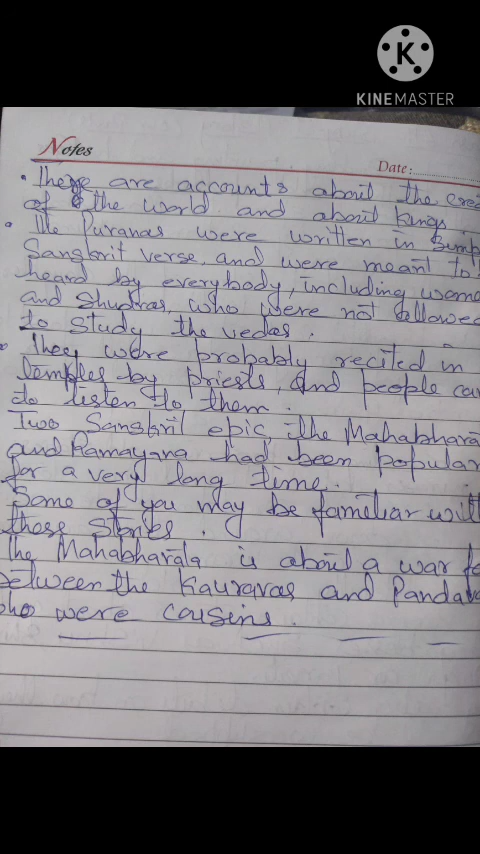 K
KINEMASTER
Notes
Date:
• There are accounts about the crea
of the world and about kings
• The Puranas were written in simp
Sanskrit verse, and were meant to b
heard by everybody, including wome
and Shudras, who were not allowed
to study the vedas.
• They were probably recited in
temples by priests, and people cam
to listen to them.
Two Sanskrit epic, the Mahabhara
and Ramayana had been popular
for a very long time.
Some of you may be familiar with
these stories.
The Mahabharata is about a war fo
between the Kauravas and Pandava
who were cousins.